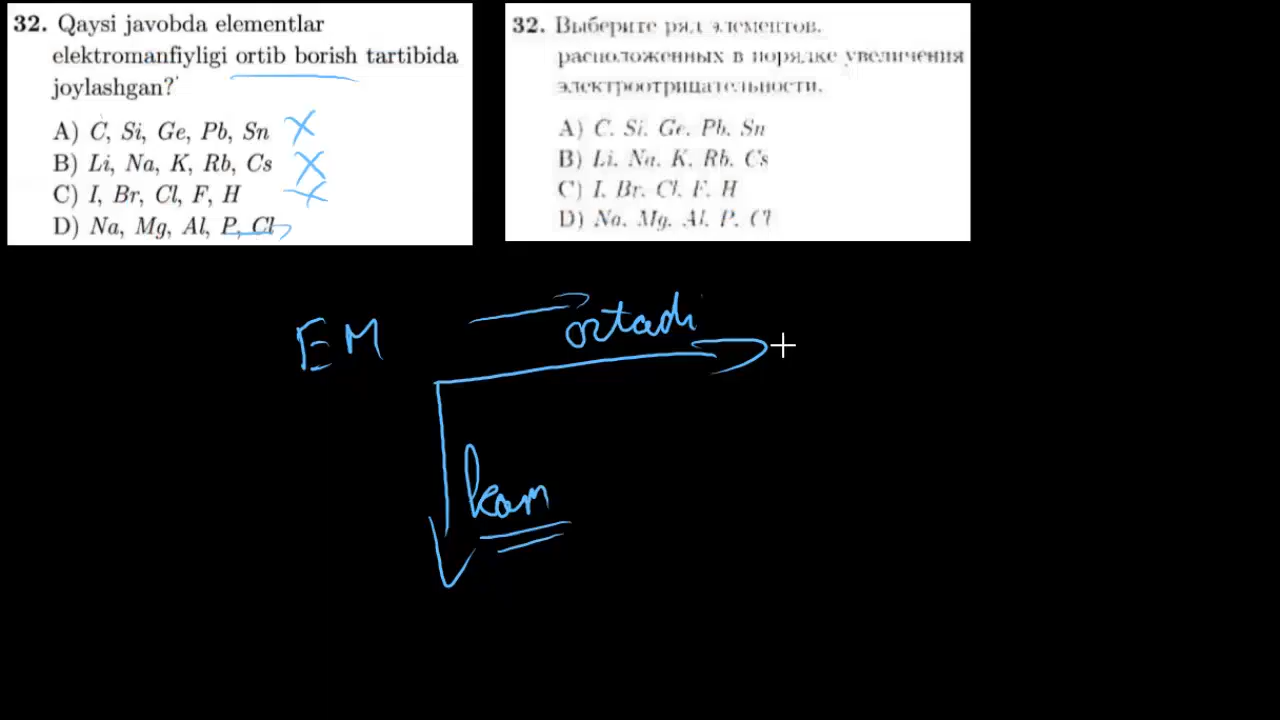 32. Qaysi javobda elementlar
elektromanfiyligi ortib borish tartibida
joylashgan?
A) C, Si, Ge, Pb, Sn
B) Li, Na, K, Rb, Cs
C) I, Br, Cl, F, H
D) Na, Mg, Al, P, Cl
32. Выберите ряд элементов.
расположенных в порядке увеличения
электроотрицательности.
A) C. Si. Ge. Pb. Sn
B) Li. Na. K. Rb. Cs
C) I. Br. Cl. F. H
D) Na. Mg. Al. P. Cl
EM
ortadi
kam